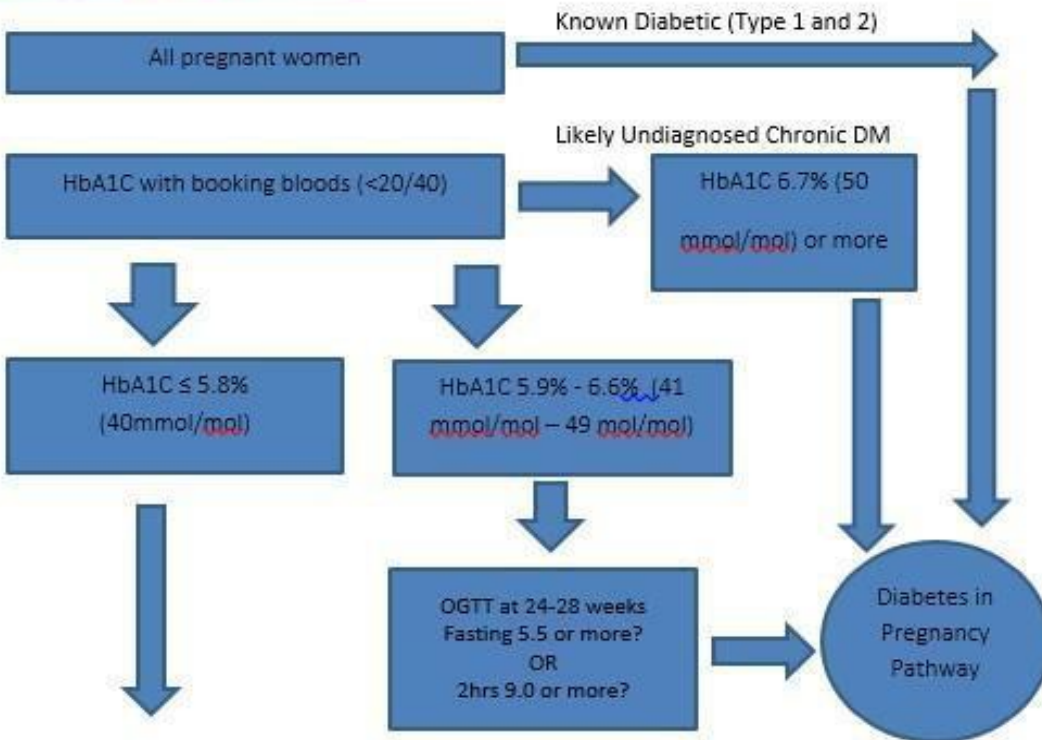 Known Diabetic (Type 1 and 2)
All pregnant women
Likely Undiagnosed Chronic DM
HbA1C with booking bloods (<20/40)
HbA1C 6.7% (50
mmol/mol) or more
HbA1C ≤ 5.8%
(40mmol/mol)
HbA1C 5.9% - 6.6% (41
mmol/mol – 49 mol/mol)
OGTT at 24-28 weeks
Fasting 5.5 or more?
OR
2hrs 9.0 or more?
Diabetes in
Pregnancy
Pathway